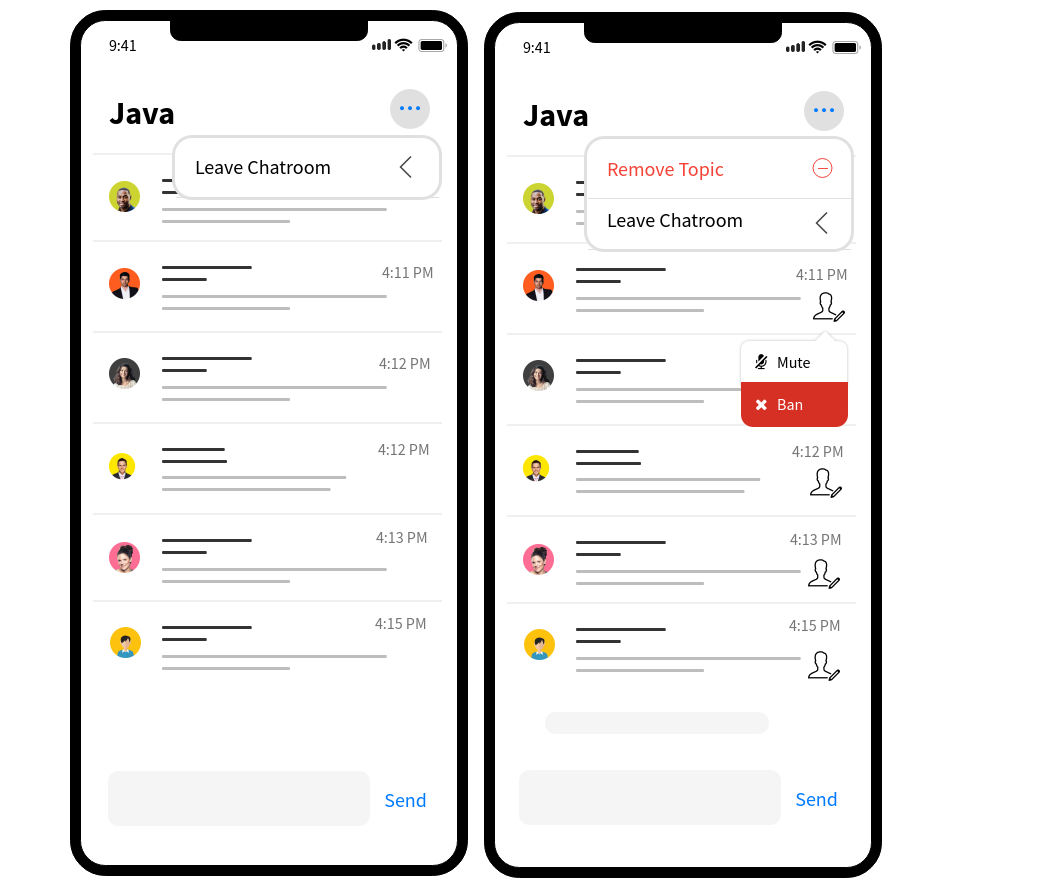 9:41
Java
Leave Chatroom
4:11 PM
4:12 PM
4:12 PM
4:13 PM
4:15 PM
Send
9:41
Java
Remove Topic
Leave Chatroom
4:11 PM
Mute
Ban
4:12 PM
4:13 PM
4:15 PM
Send